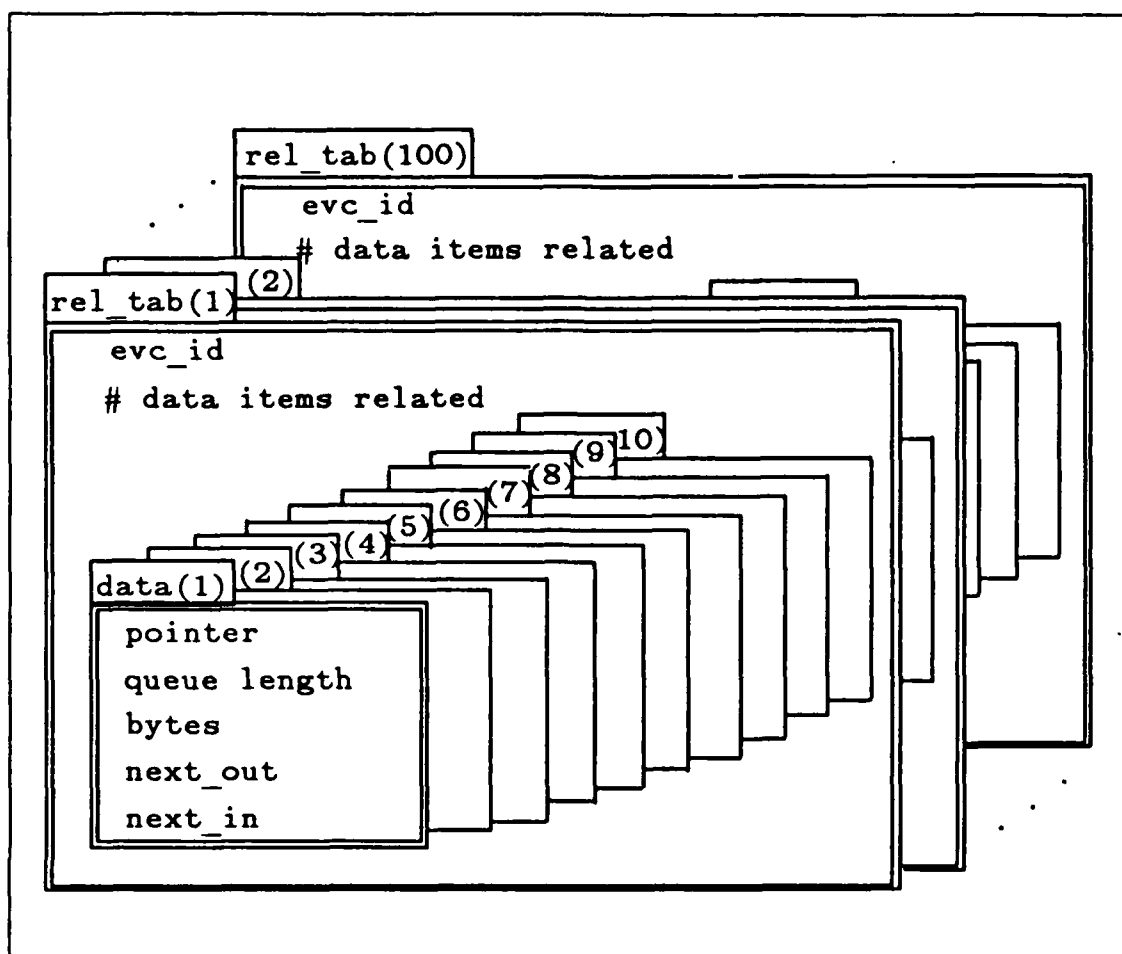 rel_tab(100)
evc_id
# data items related
(2)
rel_tab(1)
evc_id
# data items related
10)
(9)
(8)
(7)
(6)
(5)
(4)
(3)
(2)
data(1)
pointer
queue length
bytes
next_out
next_in